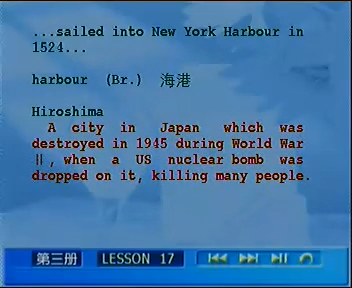 ...sailed into New York Harbour in
1524...
harbour (Br.) 海港
Hiroshima
A city in Japan which was
destroyed in 1945 during World War
Ⅱ, when a US nuclear bomb was
dropped on it, killing many people.
第三册 LESSON 17